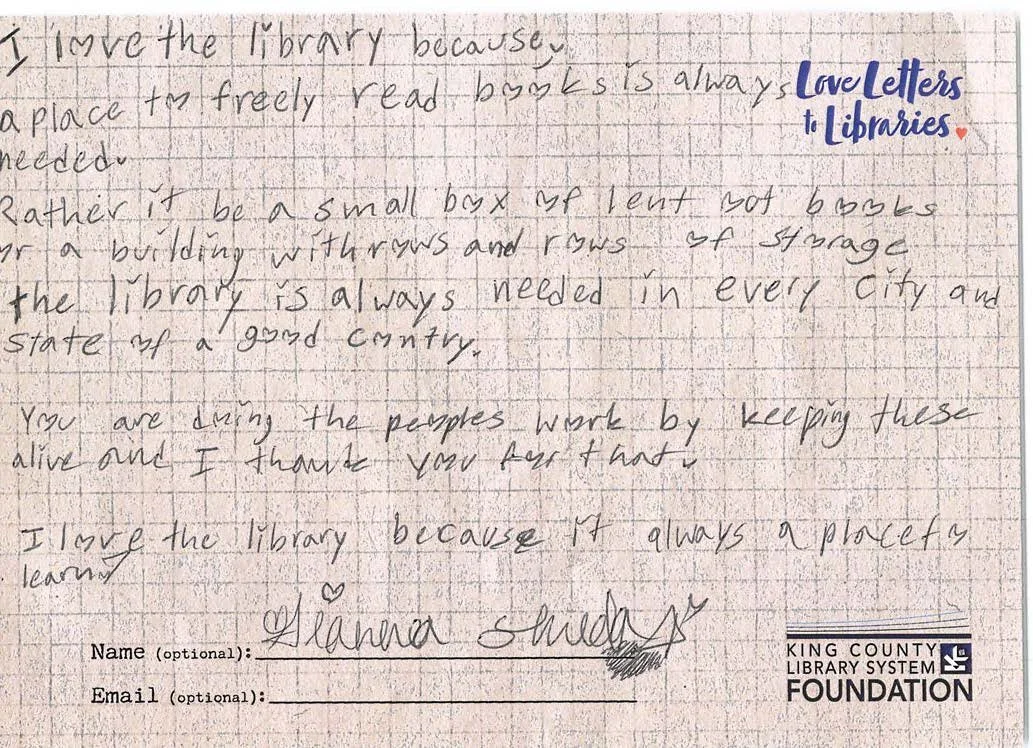 I love the library because.
a place to freely read books is always
needed.
Rather it be a small box of lent out books
or a building with rows and rows of storage
the library is always needed in every city and
state of a good contry.
You are doing the peoples work by keeping these
alive and I thank you for that.
I love the library because it always a place to
learn
Love Letters
to Libraries
Name (optional): Gianna
Email (optional):
KING COUNTY
LIBRARY SYSTEM
FOUNDATION